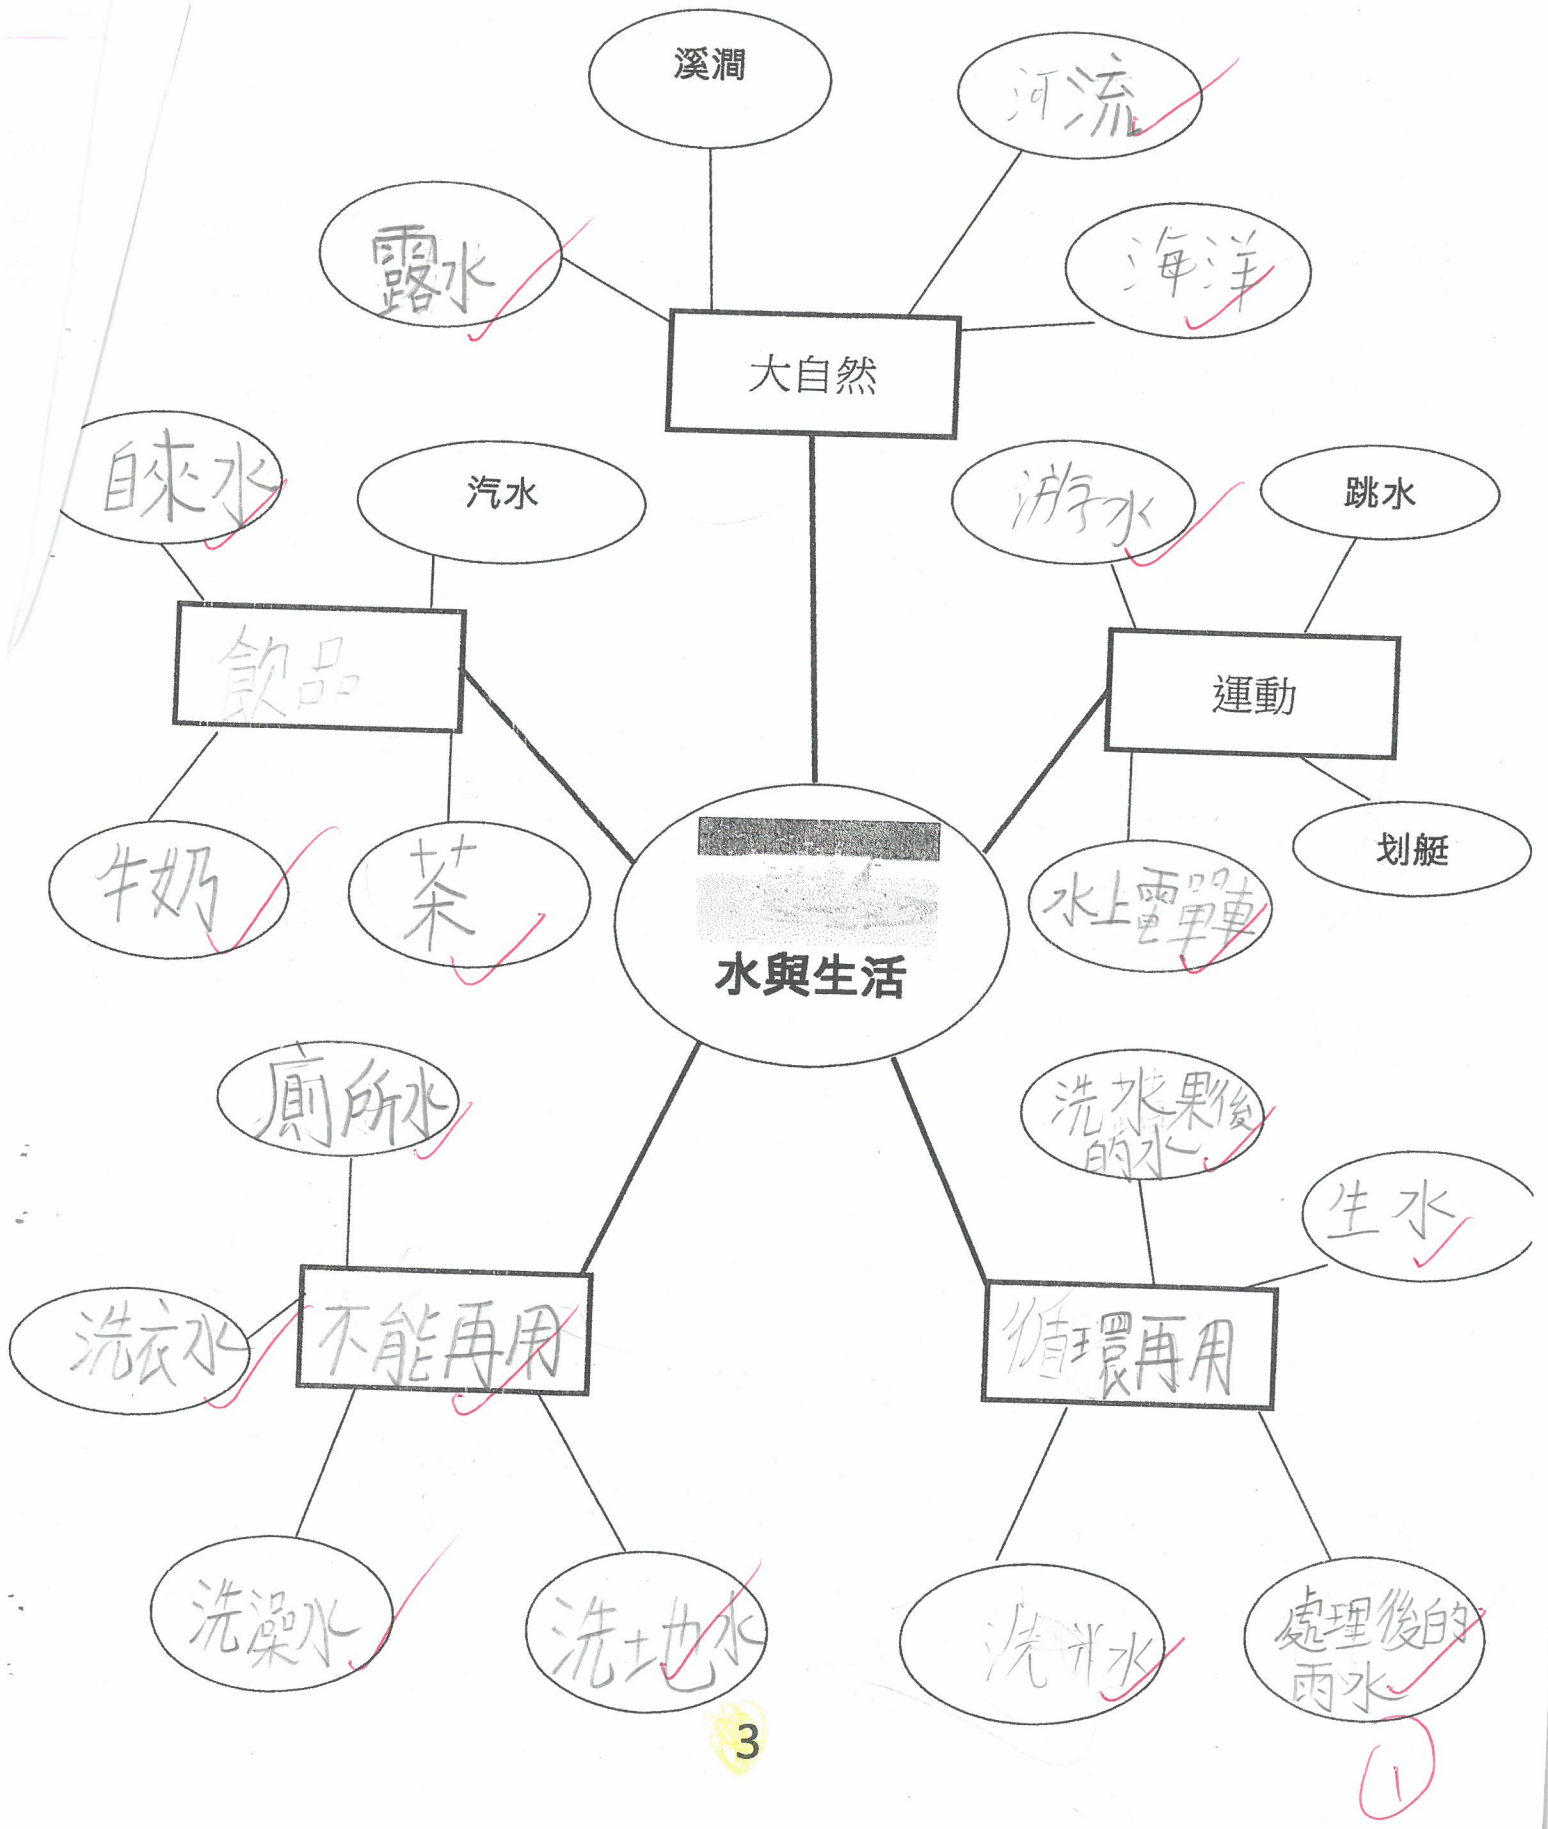 溪澗
河流
露水
海洋
大自然
自來水
汽水
游水
跳水
飲品
運動
牛奶
茶
水上電單車
划艇
水與生活
廁所水
洗水果後
的水
生水
洗衣水
不能再用
循環再用
洗澡水
洗地水
洗米水
處理後的
雨水
3
1